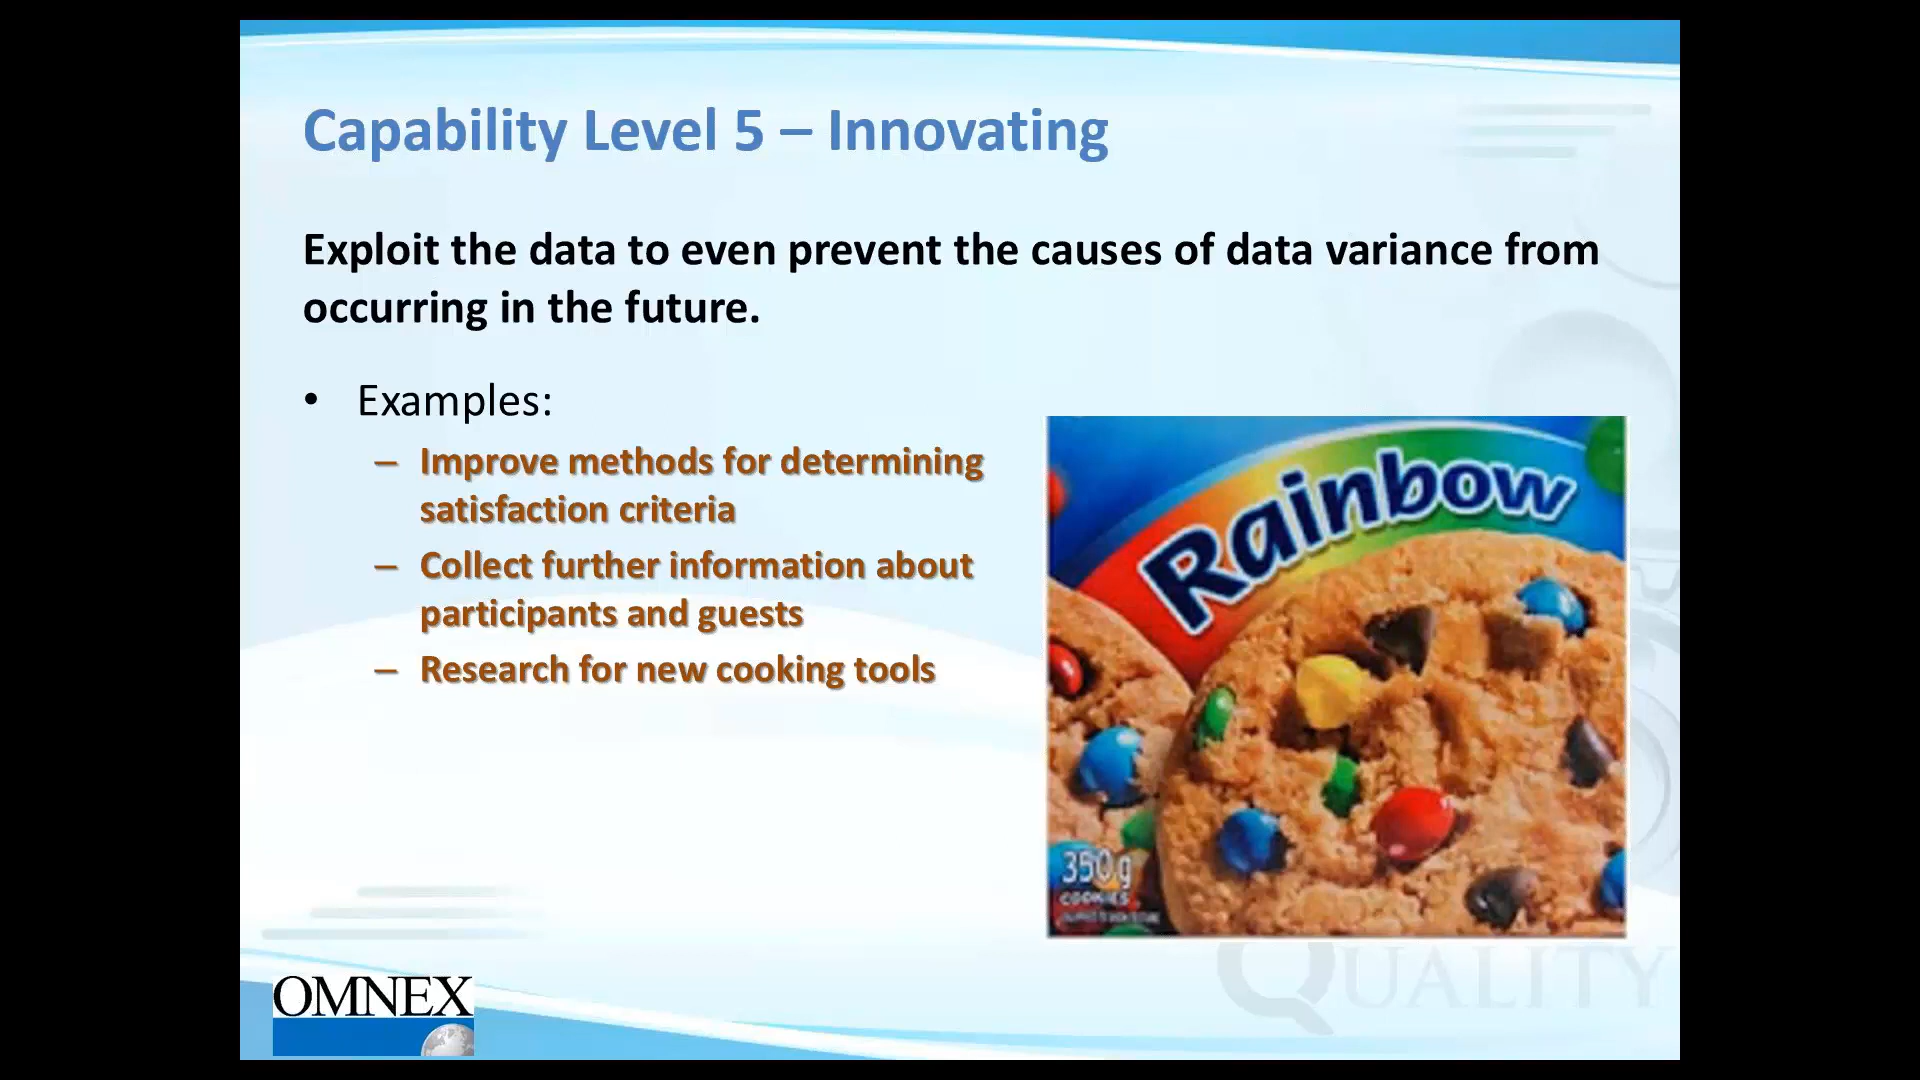 Capability Level 5 – Innovating
Exploit the data to even prevent the causes of data variance from
occurring in the future.
• Examples:
– Improve methods for determining
satisfaction criteria
– Collect further information about
participants and guests
– Research for new cooking tools
Rainbow
350g
COOKIES
QUALITY
OMNEX